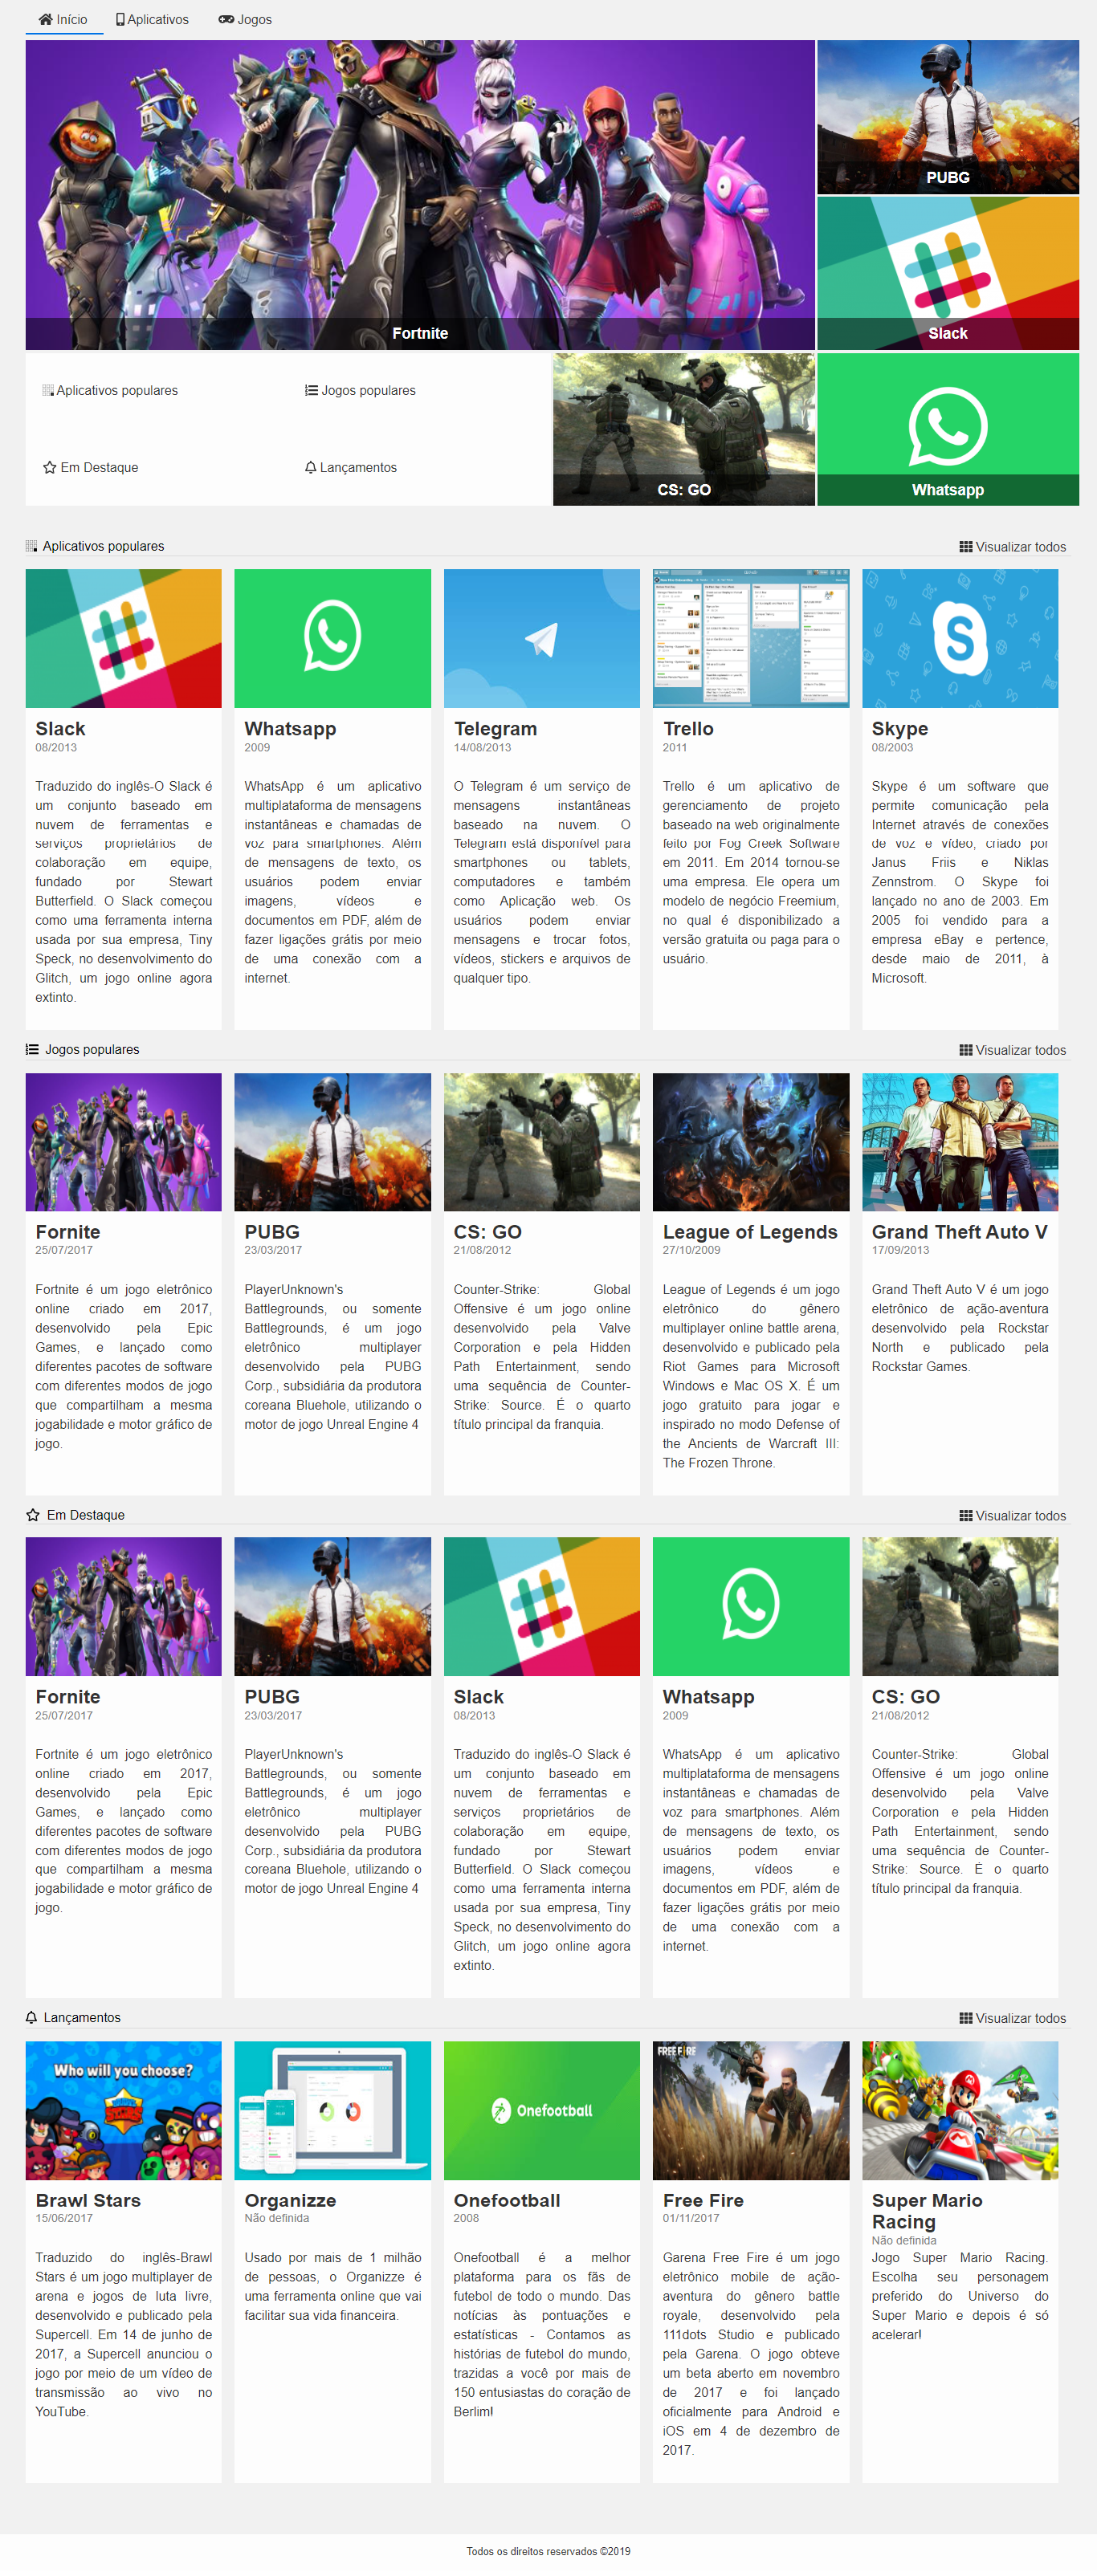 Início
Aplicativos
Jogos
Fortnite
PUBG
Slack
Aplicativos populares
Jogos populares
Em Destaque
Lançamentos
CS: GO
Whatsapp
Aplicativos populares
Visualizar todos
Slack
08/2013
Traduzido do inglês-O Slack é
um conjunto baseado em
nuvem de ferramentas e
serviços proprietários de
colaboração em equipe,
fundado por Stewart
Butterfield. O Slack começou
como uma ferramenta interna
usada por sua empresa, Tiny
Speck, no desenvolvimento do
Glitch, um jogo online agora
extinto.
Whatsapp
2009
WhatsApp é um aplicativo
multiplataforma de mensagens
instantâneas e chamadas de
voz para smartphones. Além
de mensagens de texto, os
usuários podem enviar
imagens, vídeos e
documentos em PDF, além de
fazer ligações grátis por meio
de uma conexão com a
internet.
Telegram
14/08/2013
O Telegram é um serviço de
mensagens instantâneas
baseado na nuvem. O
Telegram está disponível para
smartphones ou tablets,
computadores e também
como Aplicação web. Os
usuários podem enviar
mensagens e trocar fotos,
vídeos, stickers e arquivos de
qualquer tipo.
Trello
2011
Trello é um aplicativo de
gerenciamento de projeto
baseado na web originalmente
feito por Fog Creek Software
em 2011. Em 2014 tornou-se
uma empresa. Ele opera um
modelo de negócio Freemium,
no qual é disponibilizado a
versão gratuita ou paga para o
usuário.
Skype
08/2003
Skype é um software que
permite comunicação pela
Internet através de conexões
de voz e vídeo, criado por
Janus Friis e Niklas
Zennstrom. O Skype foi
lançado no ano de 2003. Em
2005 foi vendido para a
empresa eBay e pertence,
desde maio de 2011, à
Microsoft.
Jogos populares
Visualizar todos
Fornite
25/07/2017
Fortnite é um jogo eletrônico
online criado em 2017,
desenvolvido pela Epic
Games, e lançado como
diferentes pacotes de software
com diferentes modos de jogo
que compartilham a mesma
jogabilidade e motor gráfico de
jogo.
PUBG
23/03/2017
PlayerUnknown's
Battlegrounds, ou somente
Battlegrounds, é um jogo
eletrônico multiplayer
desenvolvido pela PUBG
Corp., subsidiária da produtora
coreana Bluehole, utilizando o
motor de jogo Unreal Engine 4
CS: GO
21/08/2012
Counter-Strike: Global
Offensive é um jogo online
desenvolvido pela Valve
Corporation e pela Hidden
Path Entertainment, sendo
uma sequência de Counter-
Strike: Source. É o quarto
título principal da franquia.
League of Legends
27/10/2009
League of Legends é um jogo
eletrônico do gênero
multiplayer online battle arena,
desenvolvido e publicado pela
Riot Games para Microsoft
Windows e Mac OS X. É um
jogo gratuito para jogar e
inspirado no modo Defense of
the Ancients de Warcraft III:
The Frozen Throne.
Grand Theft Auto V
17/09/2013
Grand Theft Auto V é um jogo
eletrônico de ação-aventura
desenvolvido pela Rockstar
North e publicado pela
Rockstar Games.
Em Destaque
Visualizar todos
Fornite
25/07/2017
Fortnite é um jogo eletrônico
online criado em 2017,
desenvolvido pela Epic
Games, e lançado como
diferentes pacotes de software
com diferentes modos de jogo
que compartilham a mesma
jogabilidade e motor gráfico de
jogo.
PUBG
23/03/2017
PlayerUnknown's
Battlegrounds, ou somente
Battlegrounds, é um jogo
eletrônico multiplayer
desenvolvido pela PUBG
Corp., subsidiária da produtora
coreana Bluehole, utilizando o
motor de jogo Unreal Engine 4
Slack
08/2013
Traduzido do inglês-O Slack é
um conjunto baseado em
nuvem de ferramentas e
serviços proprietários de
colaboração em equipe,
fundado por Stewart
Butterfield. O Slack começou
como uma ferramenta interna
usada por sua empresa, Tiny
Speck, no desenvolvimento do
Glitch, um jogo online agora
extinto.
Whatsapp
2009
WhatsApp é um aplicativo
multiplataforma de mensagens
instantâneas e chamadas de
voz para smartphones. Além
de mensagens de texto, os
usuários podem enviar
imagens, vídeos e
documentos em PDF, além de
fazer ligações grátis por meio
de uma conexão com a
internet.
CS: GO
21/08/2012
Counter-Strike: Global
Offensive é um jogo online
desenvolvido pela Valve
Corporation e pela Hidden
Path Entertainment, sendo
uma sequência de Counter-
Strike: Source. É o quarto
título principal da franquia.
Lançamentos
Visualizar todos
Who will you choose?
BRAWL STARS
Brawl Stars
15/06/2017
Traduzido do inglês-Brawl
Stars é um jogo multiplayer de
arena e jogos de luta livre,
desenvolvido e publicado pela
Supercell. Em 14 de junho de
2017, a Supercell anunciou o
jogo por meio de um vídeo de
transmissão ao vivo no
YouTube.
Organizze
Não definida
Usado por mais de 1 milhão
de pessoas, o Organizze é
uma ferramenta online que vai
facilitar sua vida financeira.
Onefootball
Onefootball
2008
Onefootball é a melhor
plataforma para os fãs de
futebol de todo o mundo. Das
notícias às pontuações e
estatísticas - Contamos as
histórias de futebol do mundo,
trazidas a você por mais de
150 entusiastas do coração de
Berlim!
FREE FIRE
Free Fire
01/11/2017
Garena Free Fire é um jogo
eletrônico mobile de ação-
aventura do gênero battle
royale, desenvolvido pela
111dots Studio e publicado
pela Garena. O jogo obteve
um beta aberto em novembro
de 2017 e foi lançado
oficialmente para Android e
iOS em 4 de dezembro de
2017.
Super Mario
Racing
Não definida
Jogo Super Mario Racing.
Escolha seu personagem
preferido do Universo do
Super Mario e depois é só
acelerar!
Todos os direitos reservados ©2019